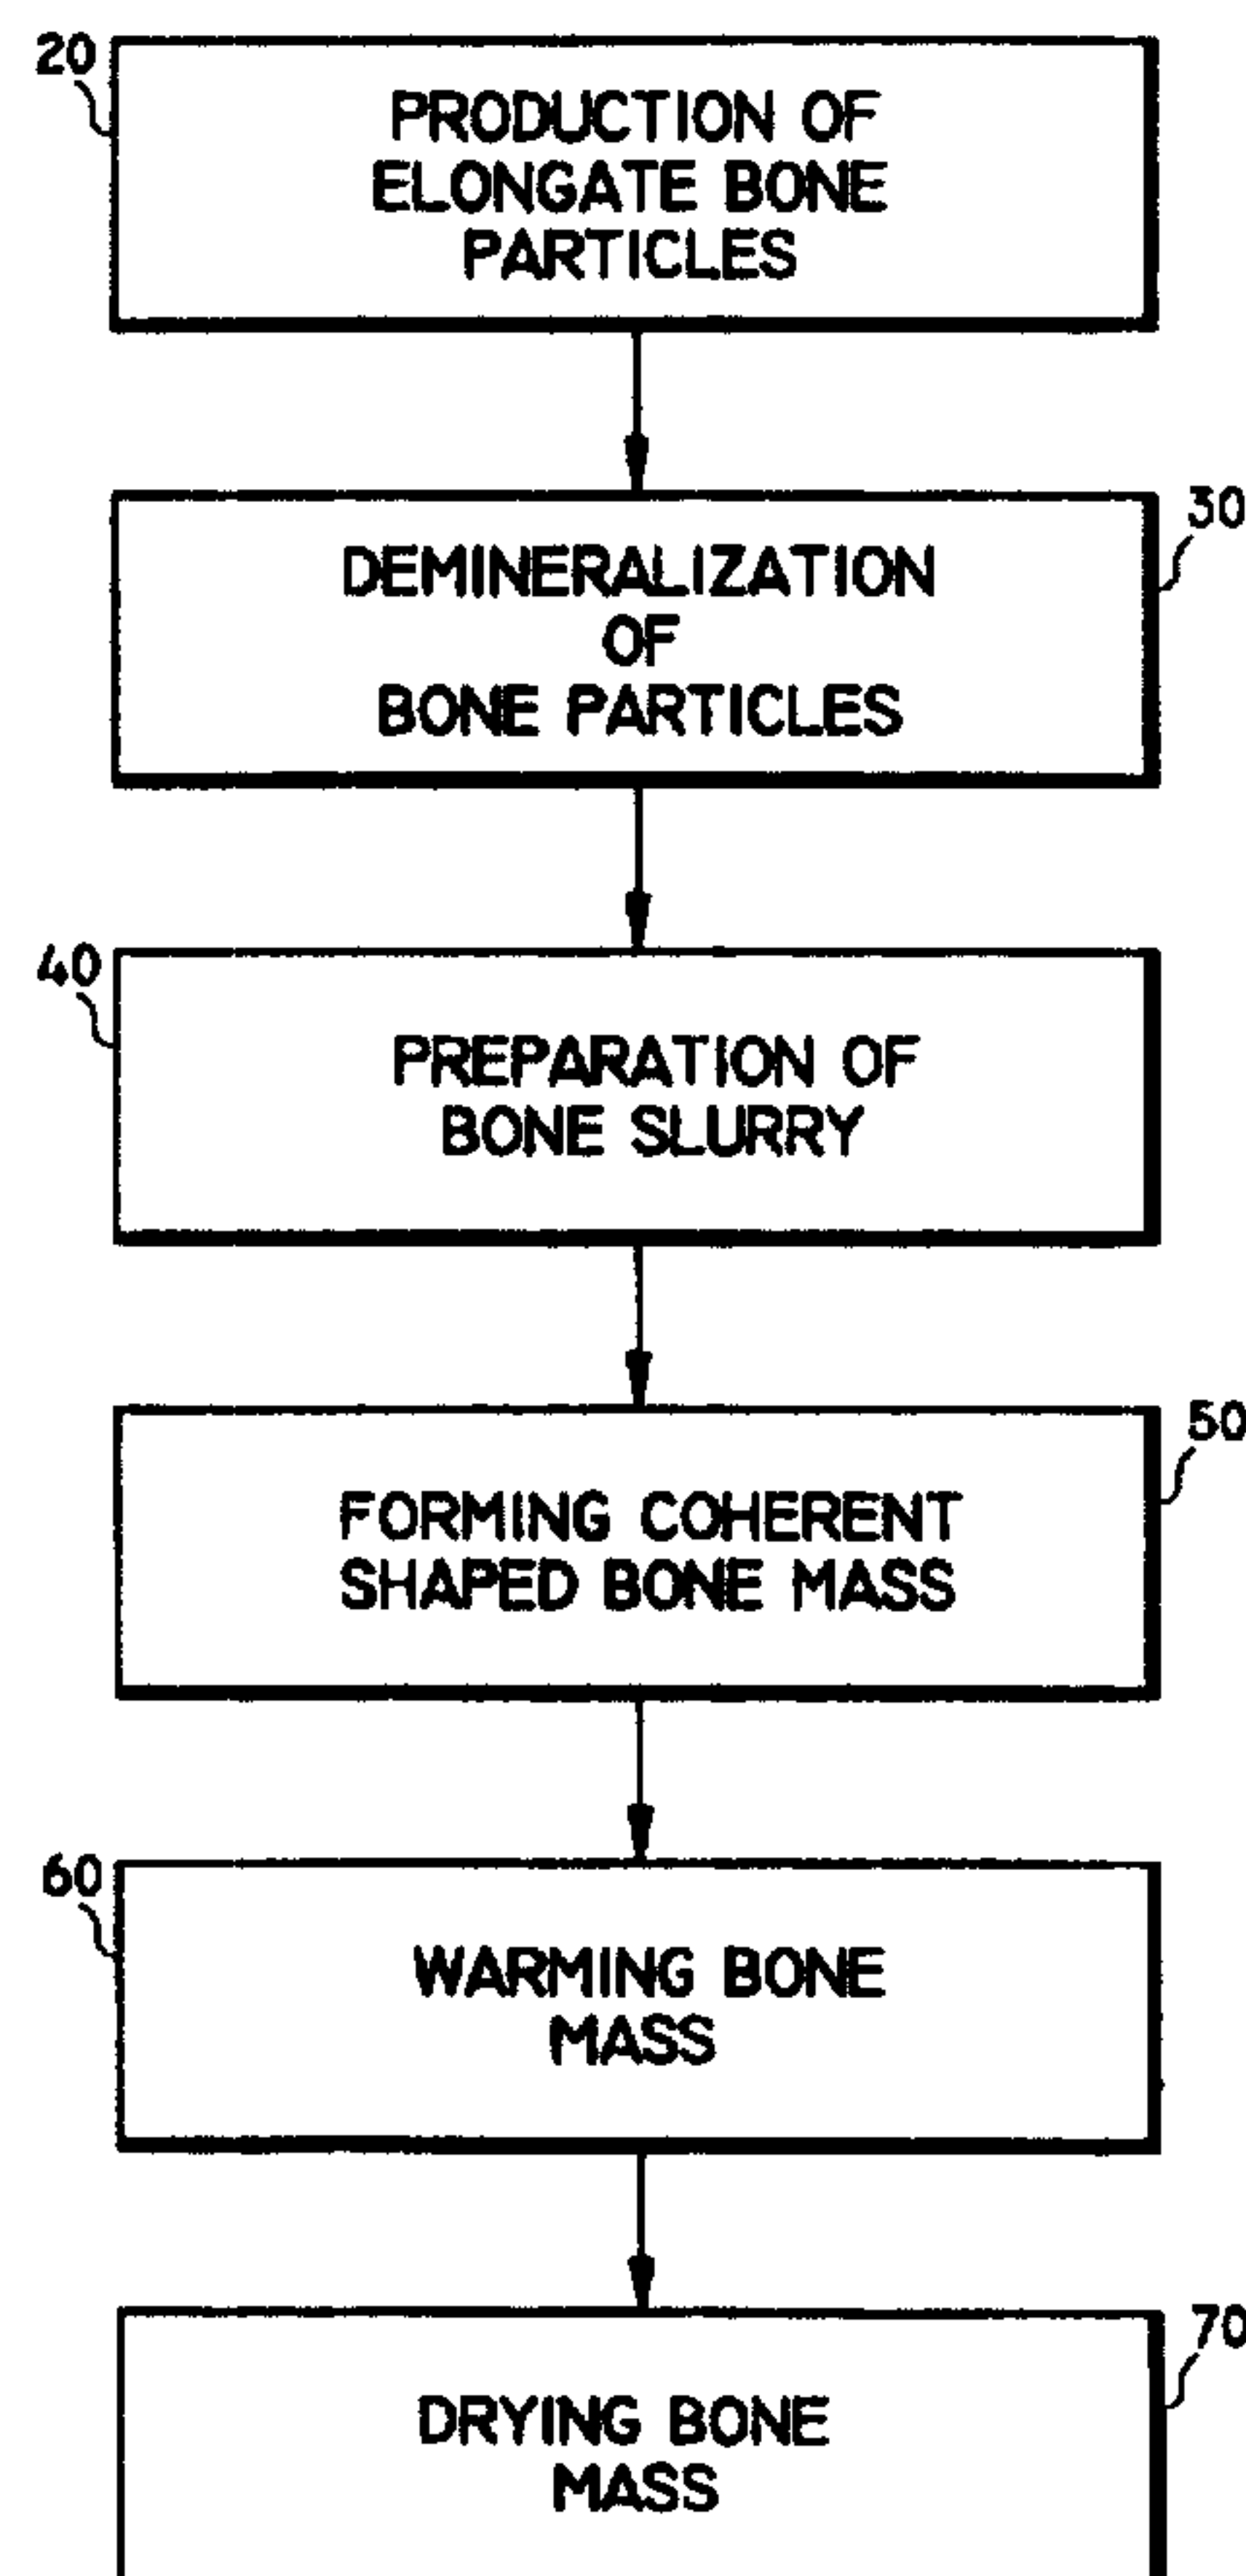 20
PRODUCTION OF
ELONGATE BONE
PARTICLES
30
DEMINERALIZATION
OF
BONE PARTICLES
40
PREPARATION OF
BONE SLURRY
50
FORMING COHERENT
SHAPED BONE MASS
60
WARMING BONE
MASS
70
DRYING BONE
MASS